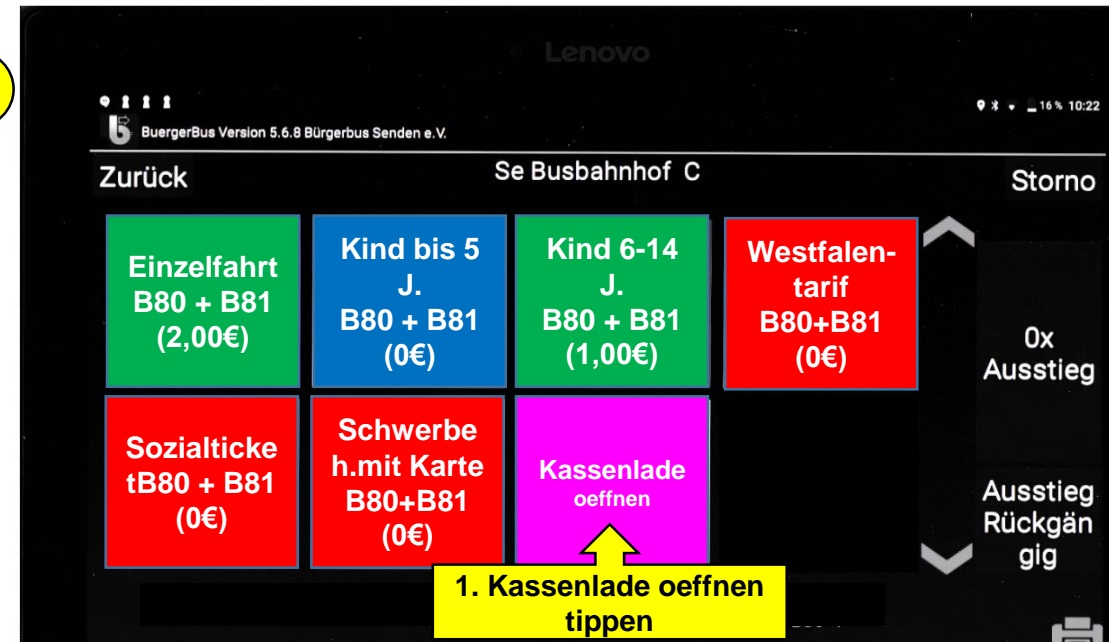 Lenovo
16% 10:22
BuergerBus Version 5.6.8 Bürgerbus Senden e.V.
Zurück
Se Busbahnhof C
Storno
Einzelfahrt
B80 + B81
(2,00€)
Kind bis 5
J.
B80 + B81
(0€)
Kind 6-14
J.
B80 + B81
(1,00€)
Westfalen-
tarif
B80+B81
(0€)
0x
Ausstieg
Sozialticke
tB80 + B81
(0€)
Schwerbe
h.mit Karte
B80+B81
(0€)
Kassenlade
oeffnen
Ausstieg
Rückgän
gig
1. Kassenlade oeffnen
tippen